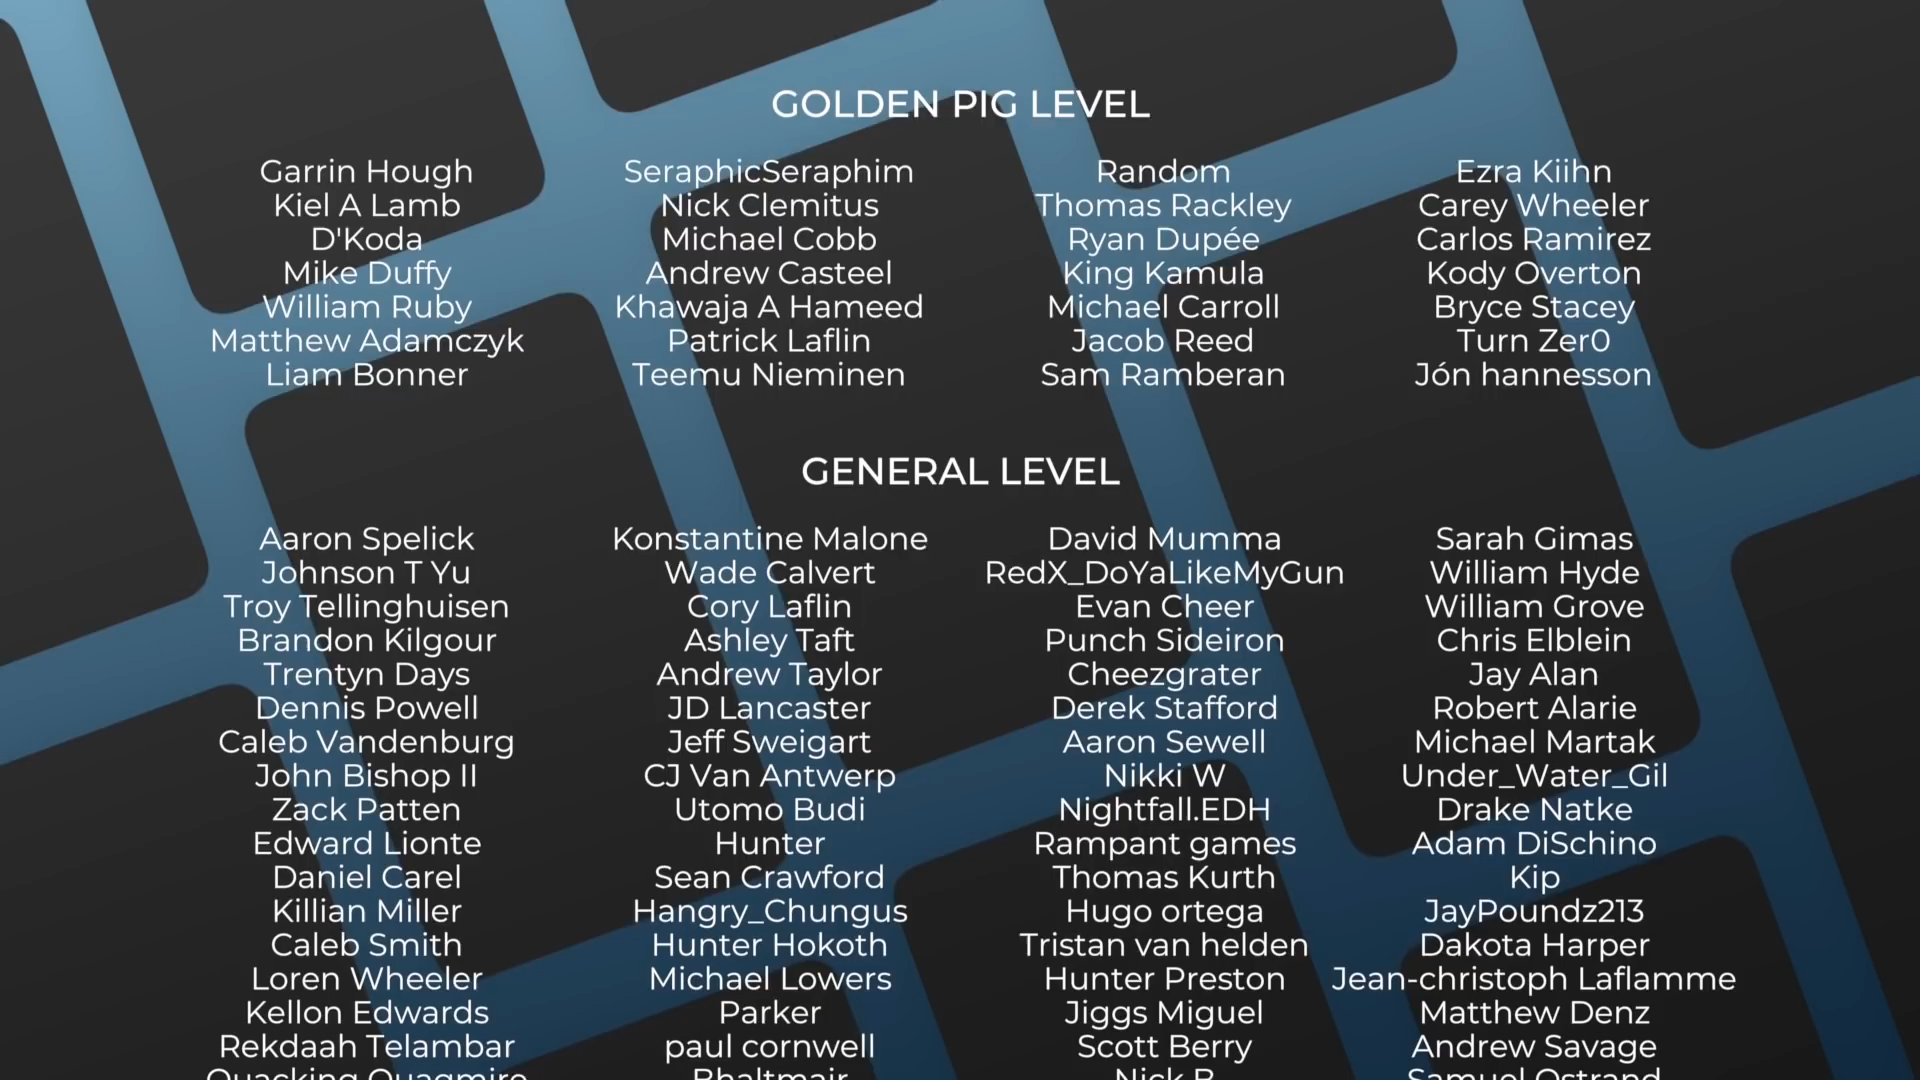 GOLDEN PIG LEVEL
Garrin Hough SeraphicSeraphim Random Ezra Kiihn
Kiel A Lamb Nick Clemitus Thomas Rackley Carey Wheeler
D'Koda Michael Cobb Ryan Dupée Carlos Ramirez
Mike Duffy Andrew Casteel King Kamula Kody Overton
William Ruby Khawaja A Hameed Michael Carroll Bryce Stacey
Matthew Adamczyk Patrick Laflin Jacob Reed Turn Zer0
Liam Bonner Teemu Nieminen Sam Ramberan Jón hannesson
GENERAL LEVEL
Aaron Spelick Konstantine Malone David Mumma Sarah Gimas
Johnson T Yu Wade Calvert RedX_DoYaLikeMyGun William Hyde
Troy Tellinghuisen Cory Laflin Evan Cheer William Grove
Brandon Kilgour Ashley Taft Punch Sideiron Chris Elblein
Trentyn Days Andrew Taylor Cheezgrater Jay Alan
Dennis Powell JD Lancaster Derek Stafford Robert Alarie
Caleb Vandenburg Jeff Sweigart Aaron Sewell Michael Martak
John Bishop II CJ Van Antwerp Nikki W Under_Water_Gil
Zack Patten Utomo Budi Nightfall.EDH Drake Natke
Edward Lionte Hunter Rampant games Adam DiSchino
Daniel Carel Sean Crawford Thomas Kurth Kip
Killian Miller Hangry_Chungus Hugo ortega JayPoundz213
Caleb Smith Hunter Hokoth Tristan van helden Dakota Harper
Loren Wheeler Michael Lowers Hunter Preston Jean-christoph Laflamme
Kellon Edwards Parker Jiggs Miguel Matthew Denz
Rekdaah Telambar paul cornwell Scott Berry Andrew Savage
Quacking Quagmire Nick B Samuel Ostrand